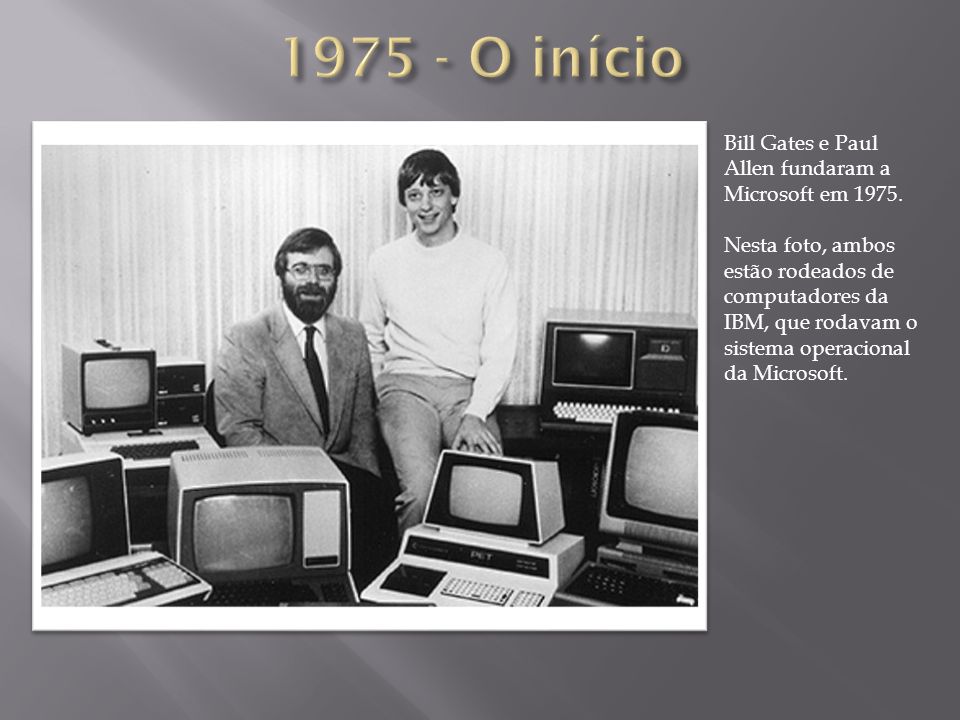 1975 - O início
Bill Gates e Paul
Allen fundaram a
Microsoft em 1975.
Nesta foto, ambos
estão rodeados de
computadores da
IBM, que rodavam o
sistema operacional
da Microsoft.
PET